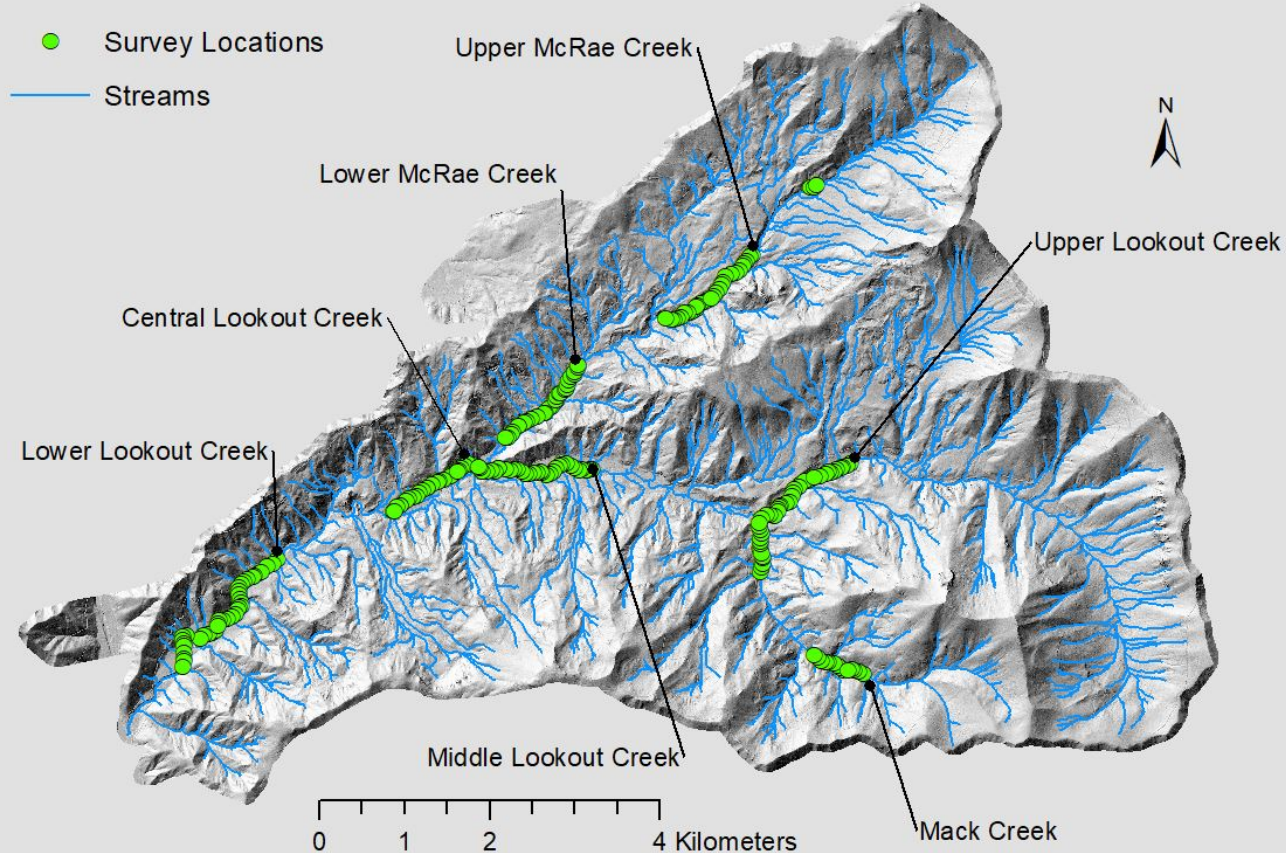 Survey Locations
Streams
Upper McRae Creek
N
Lower McRae Creek
Upper Lookout Creek
Central Lookout Creek
Lower Lookout Creek
Middle Lookout Creek
Mack Creek
0 1 2 4 Kilometers